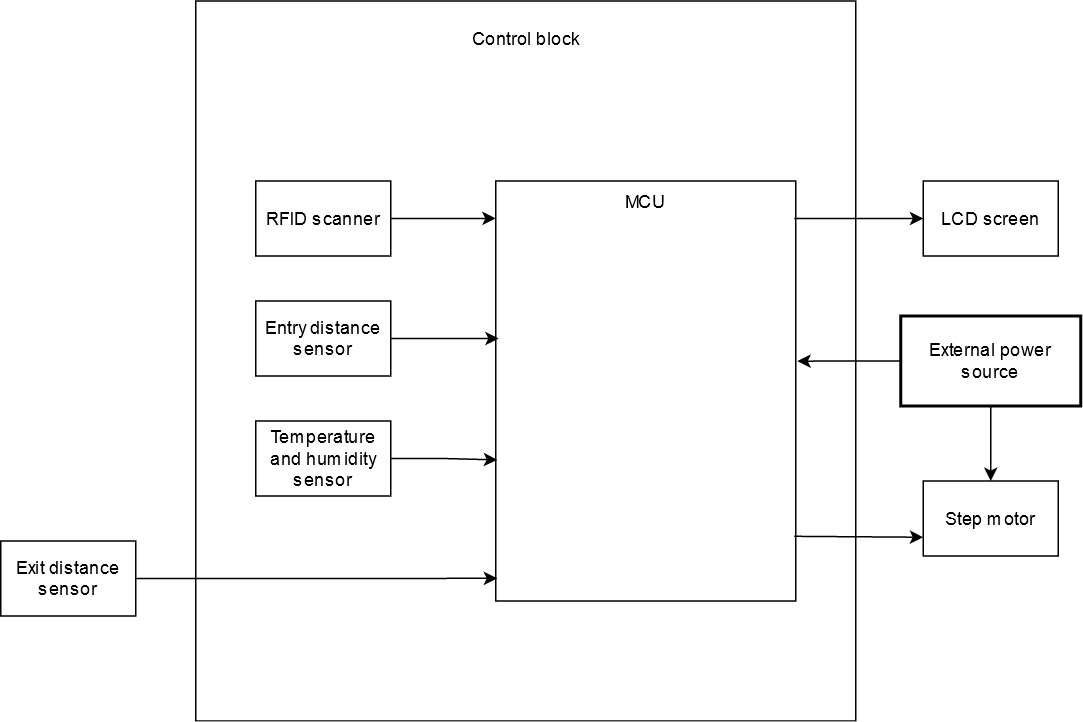 Control block
RFID scanner
MCU
LCD screen
Entry distance
sensor
External power
source
Temperature
and humidity
sensor
Step motor
Exit distance
sensor